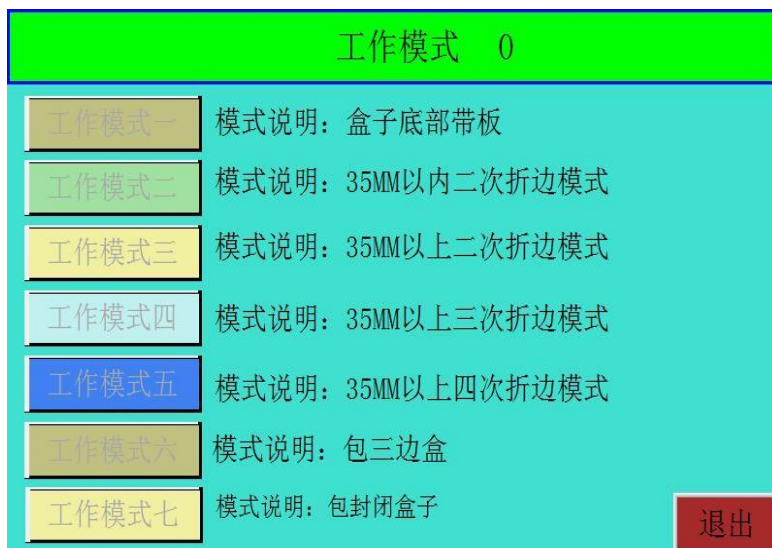 工作模式 0
工作模式一 模式说明：盒子底部带板
工作模式二 模式说明：35MM以内二次折边模式
工作模式三 模式说明：35MM以上二次折边模式
工作模式四 模式说明：35MM以上三次折边模式
工作模式五 模式说明：35MM以上四次折边模式
工作模式六 模式说明：包三边盒
工作模式七 模式说明：包封闭盒子
退出